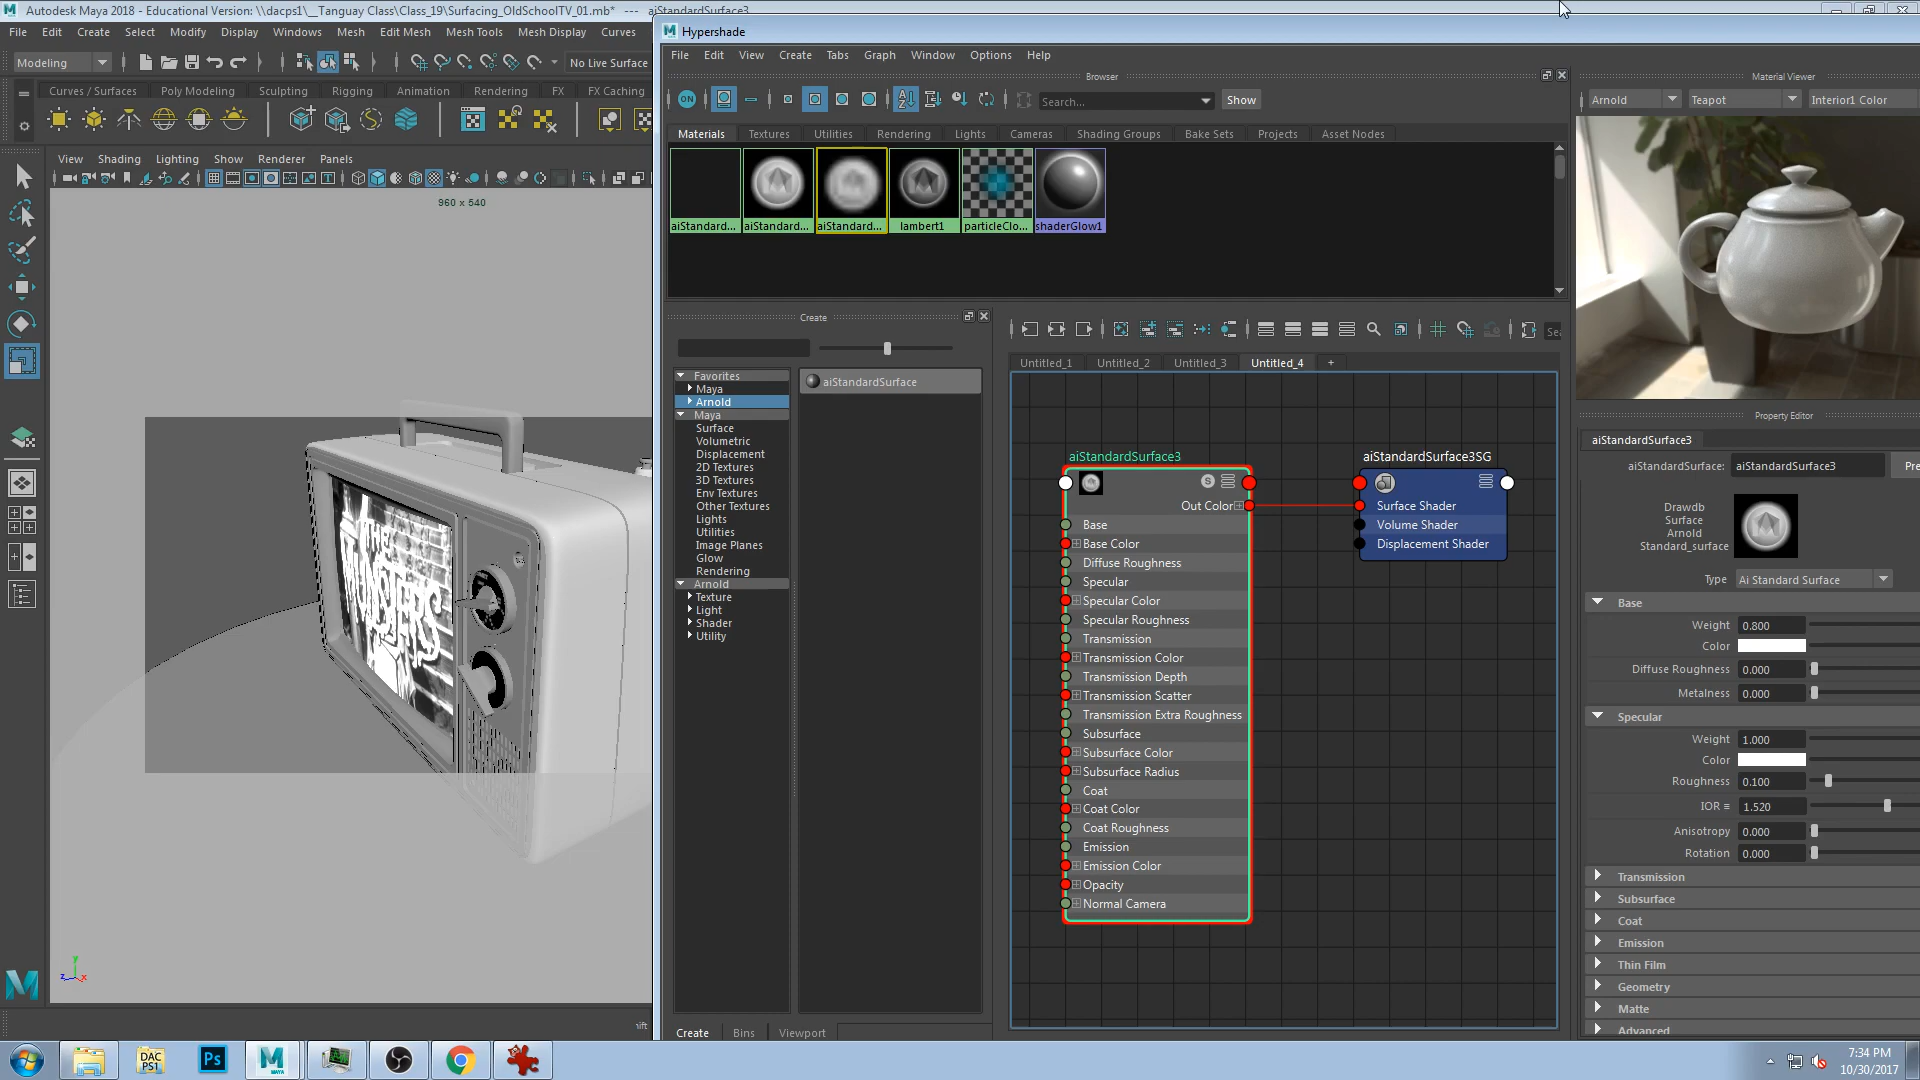 Autodesk Maya 2018 - Educational Version: \\dacps1\__Tanguay Class\Class_19\Surfacing_OldSchoolTV_01.mb* --- aiStandardSurface3
File Edit Create Select Modify Display Windows Mesh Edit Mesh Mesh Tools Mesh Display Curves
Modeling
No Live Surface
Curves / Surfaces Poly Modeling Sculpting Rigging Animation Rendering FX FX Caching
View Shading Lighting Show Renderer Panels
960 x 540
THE
MUNSTERS
Hypershade
File Edit View Create Tabs Graph Window Options Help
Browser
ON
Search...
Show
Materials Textures Utilities Rendering Lights Cameras Shading Groups Bake Sets Projects Asset Nodes
aiStandard... aiStandard... aiStandard... lambert1 particleClo... shaderGlow1
Create
Favorites
Maya
Arnold
Maya
Surface
Volumetric
Displacement
2D Textures
3D Textures
Env Textures
Other Textures
Lights
Utilities
Image Planes
Glow
Rendering
Arnold
Texture
Light
Shader
Utility
aiStandardSurface
Create Bins Viewport
Untitled_1 Untitled_2 Untitled_3 Untitled_4 +
aiStandardSurface3
Out Color
Base
Base Color
Diffuse Roughness
Specular
Specular Color
Specular Roughness
Transmission
Transmission Color
Transmission Depth
Transmission Scatter
Transmission Extra Roughness
Subsurface
Subsurface Color
Subsurface Radius
Coat
Coat Color
Coat Roughness
Emission
Emission Color
Opacity
Normal Camera
aiStandardSurface3SG
Surface Shader
Volume Shader
Displacement Shader
Material Viewer
Arnold Teapot Interior1 Color
Property Editor
aiStandardSurface3
aiStandardSurface: aiStandardSurface3 Pre
Drawdb
Surface
Arnold
Standard_surface
Type Ai Standard Surface
Base
Weight 0.800
Color
Diffuse Roughness 0.000
Metalness 0.000
Specular
Weight 1.000
Color
Roughness 0.100
IOR = 1.520
Anisotropy 0.000
Rotation 0.000
Transmission
Subsurface
Coat
Emission
Thin Film
Geometry
Matte
Advanced
DAC
PS1
Ps
MAYA
7:34 PM
10/30/2017